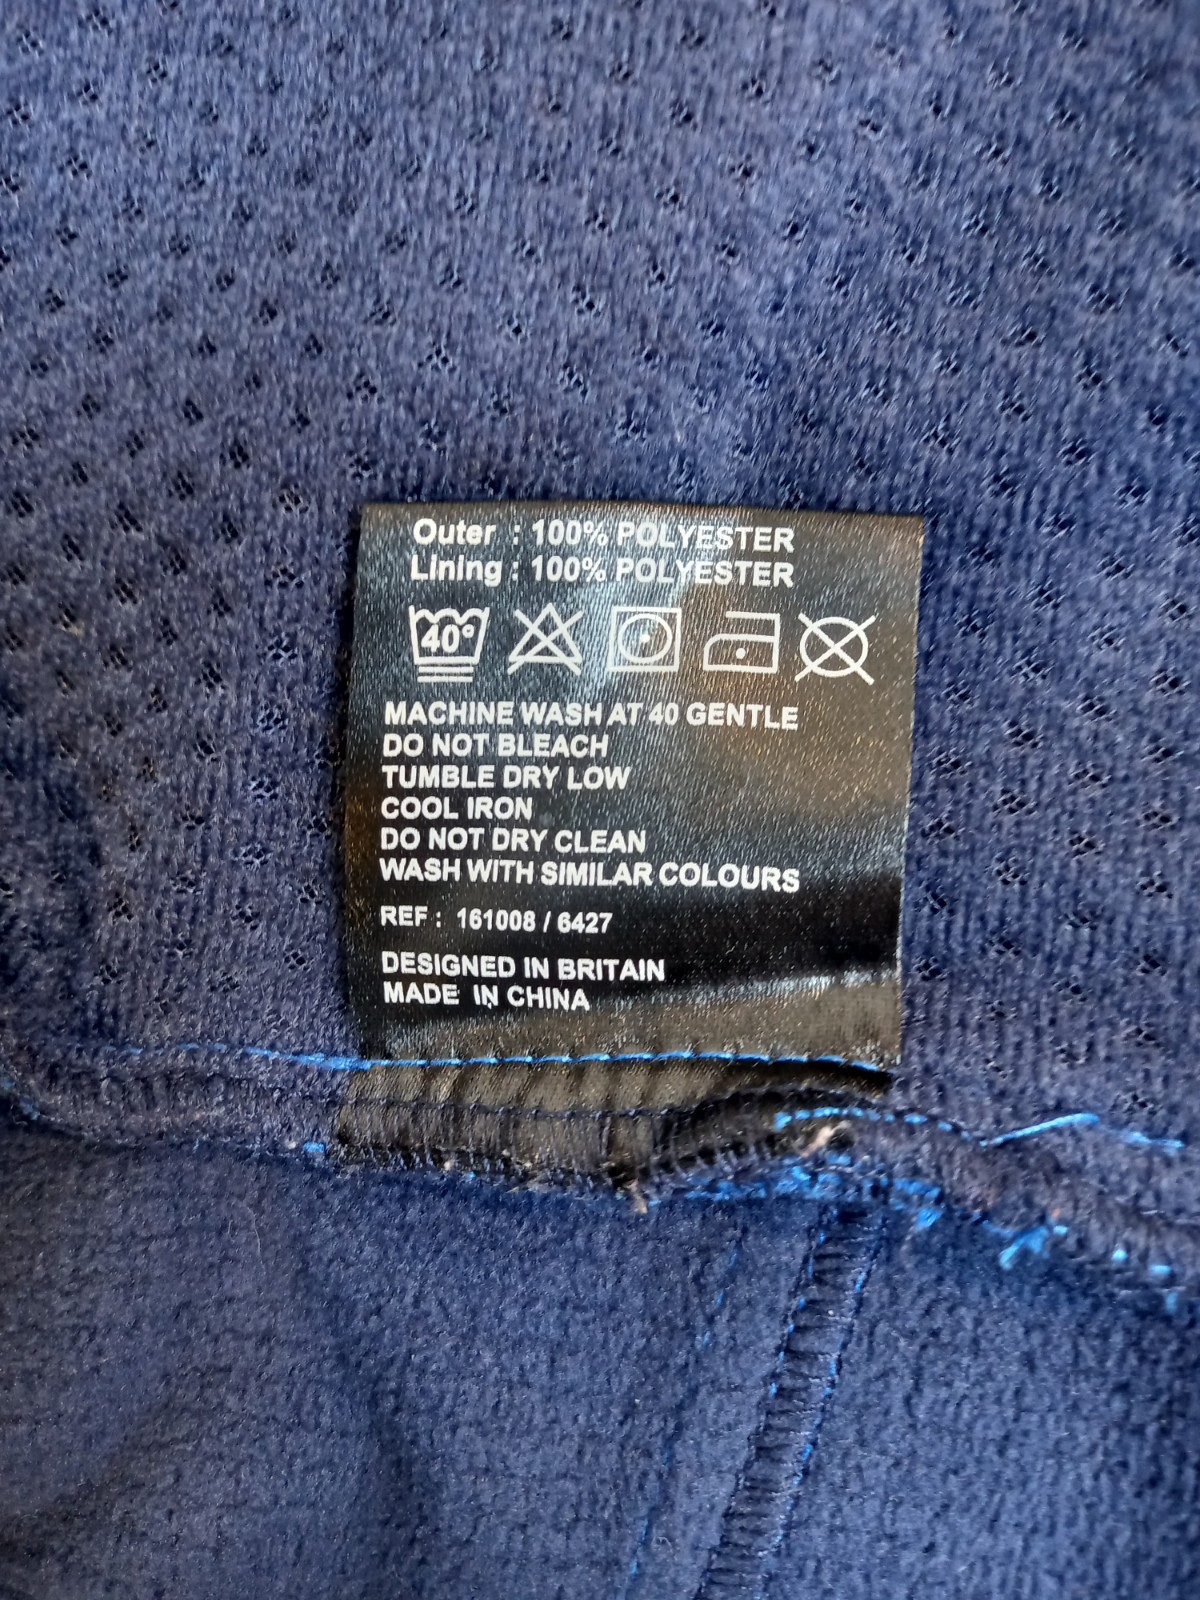 Outer : 100% POLYESTER
Lining : 100% POLYESTER
40°
MACHINE WASH AT 40 GENTLE
DO NOT BLEACH
TUMBLE DRY LOW
COOL IRON
DO NOT DRY CLEAN
WASH WITH SIMILAR COLOURS
REF : 161008 / 6427
DESIGNED IN BRITAIN
MADE IN CHINA